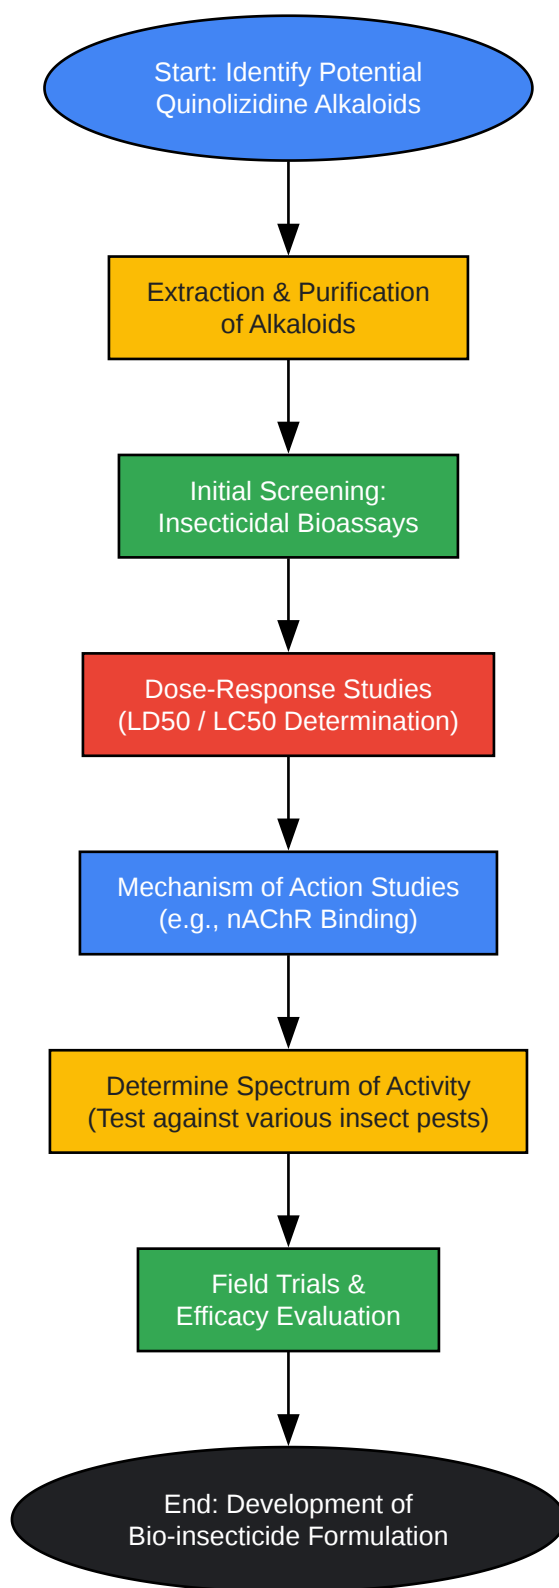 Start: Identify Potential
Quinolizidine Alkaloids
Extraction & Purification
of Alkaloids
Initial Screening:
Insecticidal Bioassays
Dose-Response Studies
(LD50 / LC50 Determination)
Mechanism of Action Studies
(e.g., nAChR Binding)
Determine Spectrum of Activity
(Test against various insect pests)
Field Trials &
Efficacy Evaluation
End: Development of
Bio-insecticide Formulation